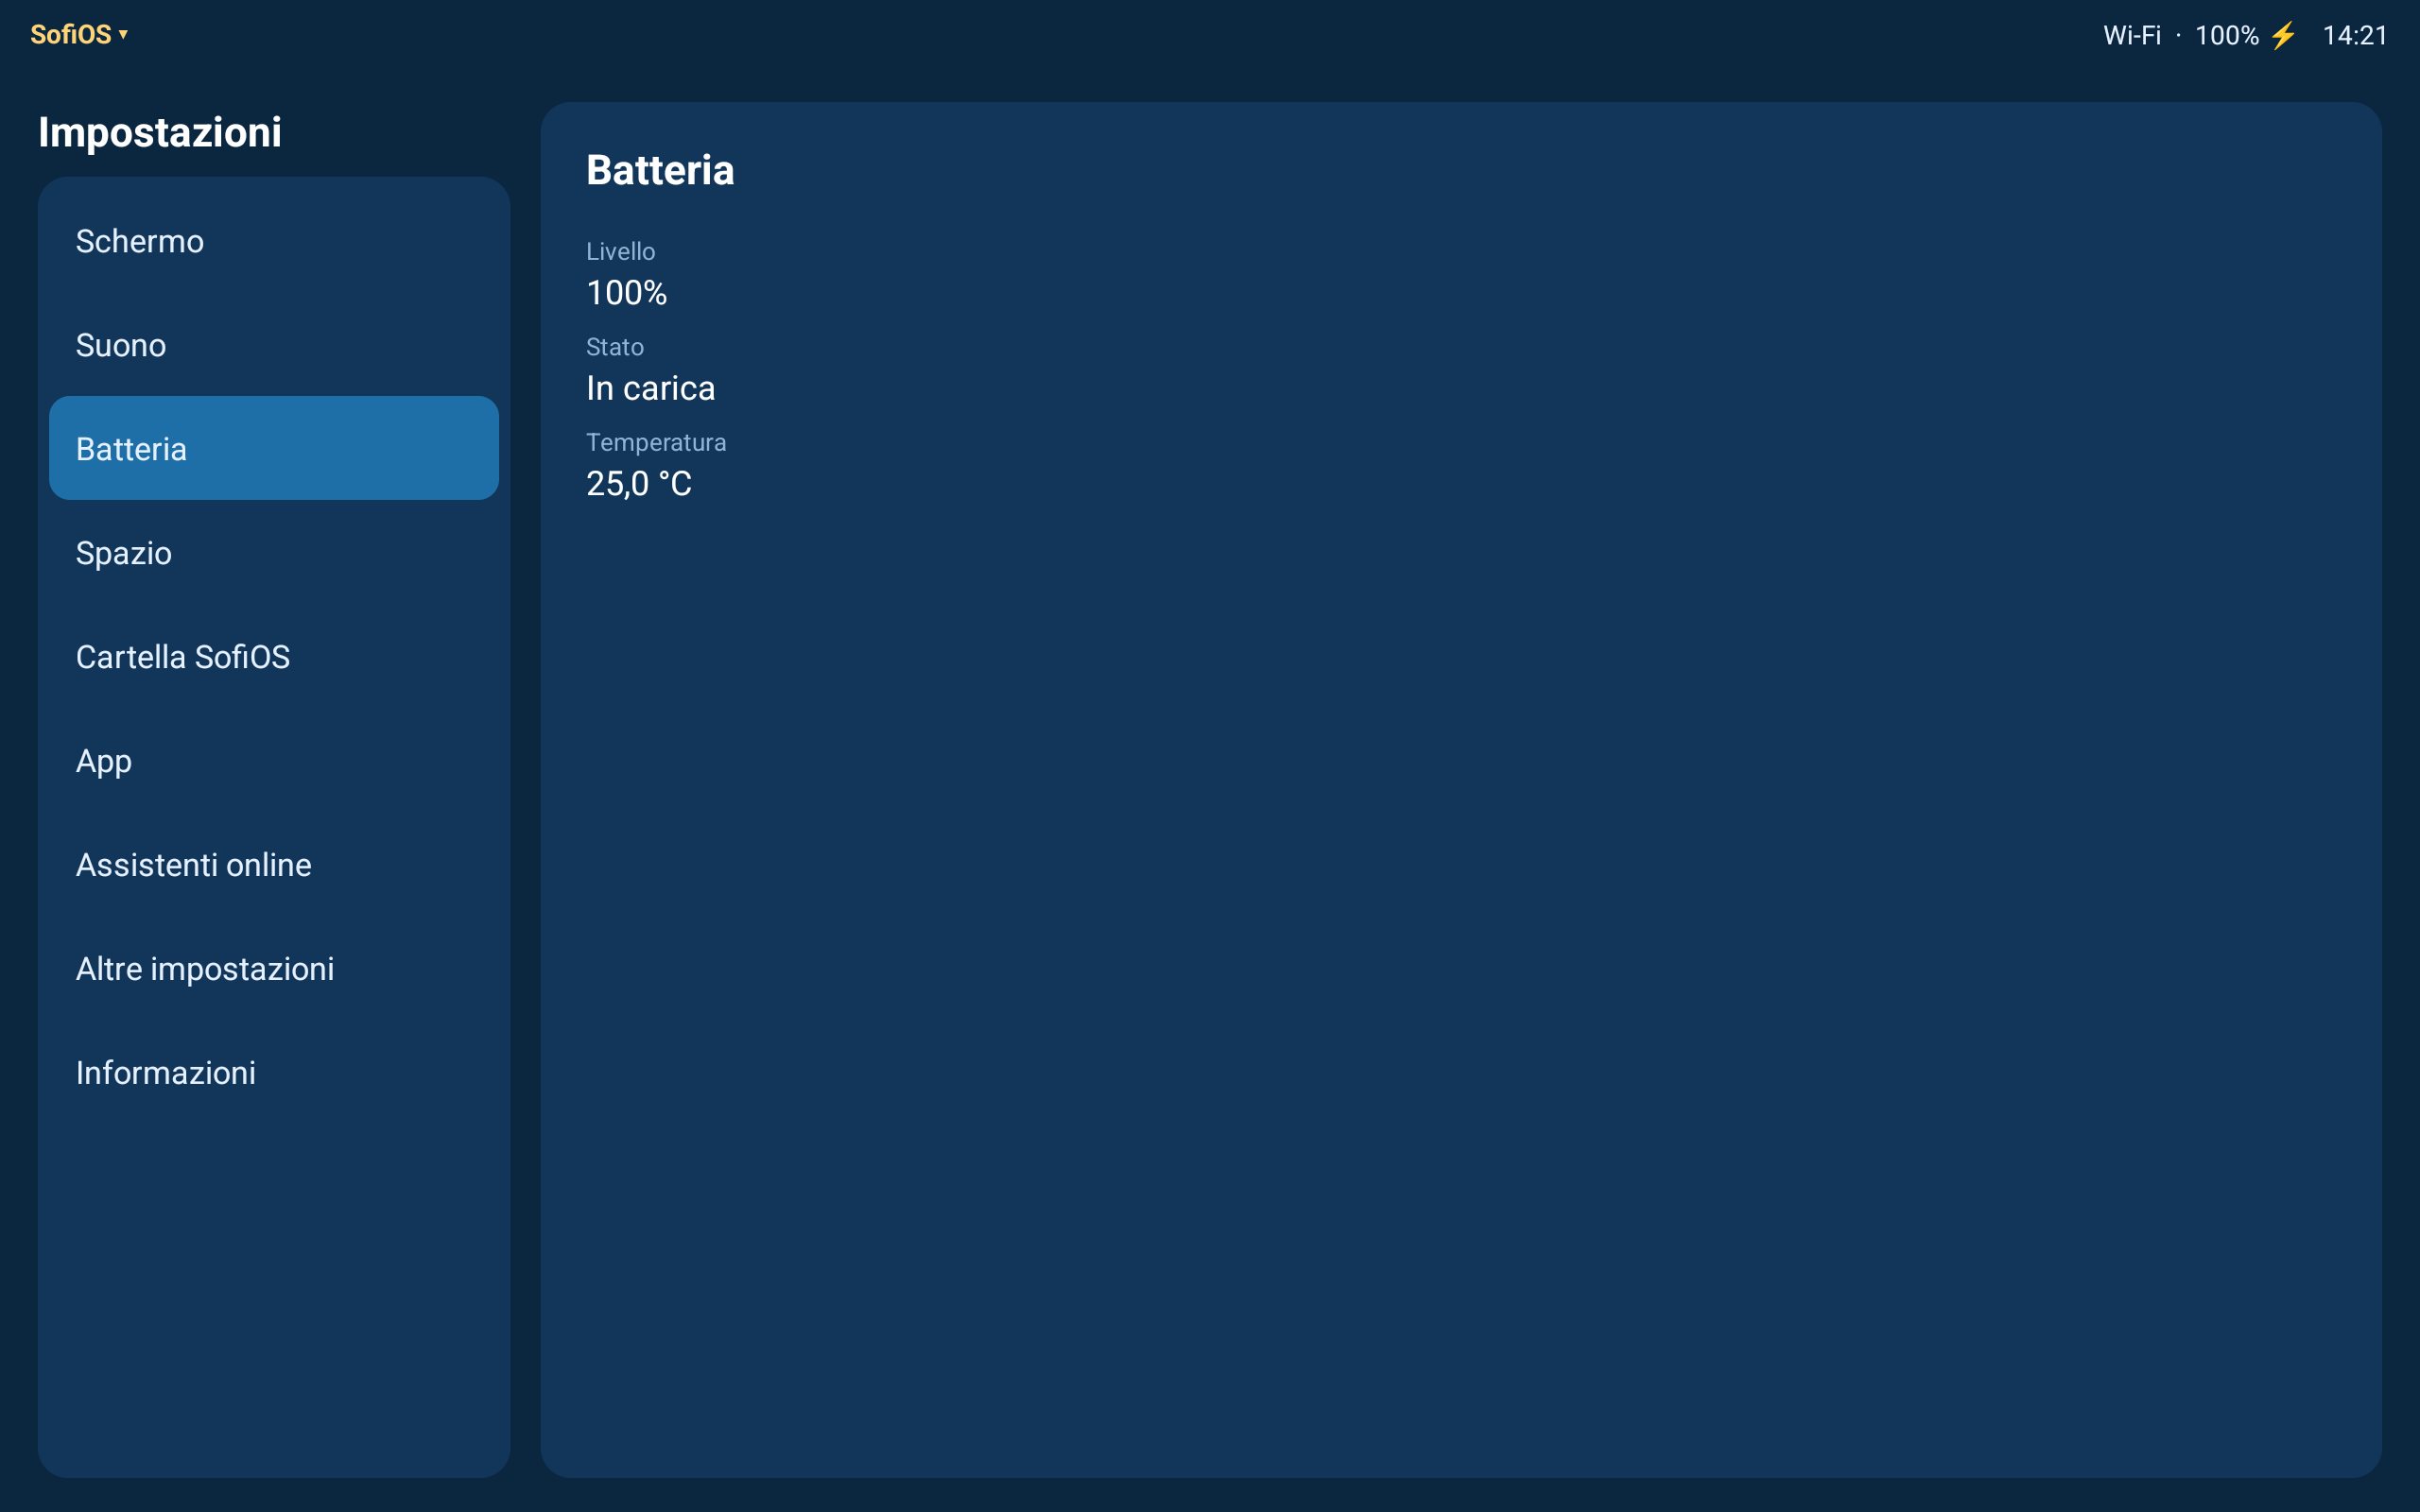 SofiOS ▾
Wi-Fi · 100% ⚡ 14:21
Impostazioni
Schermo
Suono
Batteria
Spazio
Cartella SofiOS
App
Assistenti online
Altre impostazioni
Informazioni
Batteria
Livello
100%
Stato
In carica
Temperatura
25,0 °C